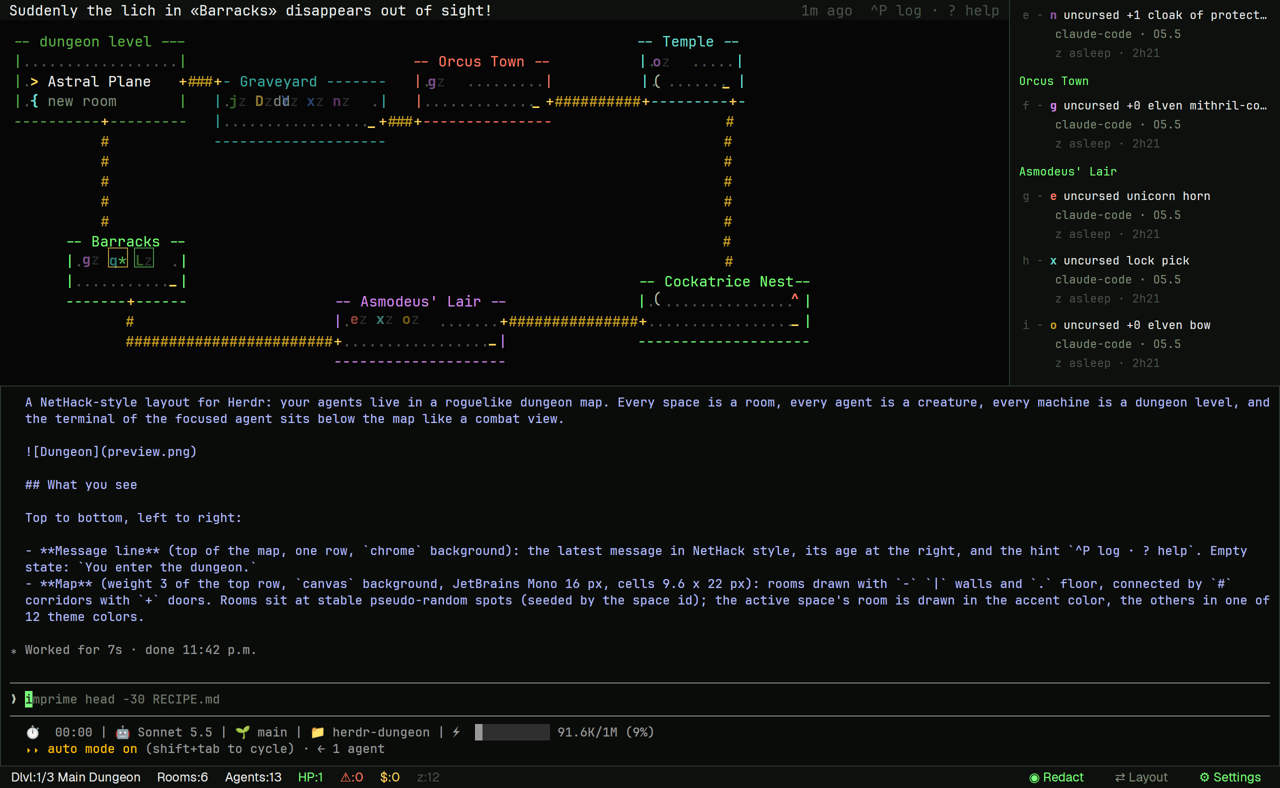 Suddenly the lich in «Barracks» disappears out of sight!
1m ago ^P log · ? help
-- dungeon level ---
|..................|
|.> Astral Plane
|.{ new room |
----------+---------
+###+- Graveyard -------
-- Orcus Town --
|.gz .........|
|............._+##########+---------+-
-- Temple --
|.oz .....|
|(........_|
|................._+###+--------------
-------------------
#
#
#
#
#
-- Barracks --
|.gz q* Lz .|
|..........._|
-------+------
#
#######################+
-- Asmodeus' Lair --
|.ez xz oz .......+###############+
.................._|
--------------------
#
#
#
#
#
#
#
#
-- Cockatrice Nest--
|.(...............^ |
.................._|
--------------------
e - n uncursed +1 cloak of protect…
claude-code · O5.5
z asleep · 2h21
Orcus Town
f - g uncursed +0 elven mithril-co…
claude-code · O5.5
z asleep · 2h21
Asmodeus' Lair
g - e uncursed unicorn horn
claude-code · O5.5
z asleep · 2h21
h - x uncursed lock pick
claude-code · O5.5
z asleep · 2h21
i - o uncursed +0 elven bow
claude-code · O5.5
z asleep · 2h21
A NetHack-style layout for Herdr: your agents live in a roguelike dungeon map. Every space is a room, every agent is a creature, every machine is a dungeon level, and
the terminal of the focused agent sits below the map like a combat view.
![Dungeon](preview.png)
## What you see
Top to bottom, left to right:
- **Message line** (top of the map, one row, `chrome` background): the latest message in NetHack style, its age at the right, and the hint `^P log · ? help`. Empty
state: `You enter the dungeon.`
- **Map** (weight 3 of the top row, `canvas` background, JetBrains Mono 16 px, cells 9.6 x 22 px): rooms drawn with `-` `|` walls and `.` floor, connected by `#`
corridors with `+` doors. Rooms sit at stable pseudo-random spots (seeded by the space id); the active space's room is drawn in the accent color, the others in one of
12 theme colors.
* Worked for 7s · done 11:42 p.m.
❯ imprime head -30 RECIPE.md
⏱ 00:00 | 🤖 Sonnet 5.5 | 🌱 main | 📁 herdr-dungeon | ⚡ 91.6K/1M (9%)
⏵⏵ auto mode on (shift+tab to cycle) · ← 1 agent
Dlvl:1/3 Main Dungeon Rooms:6 Agents:13 HP:1 ⚠:0 $:0 z:12
◉ Redact ⇄ Layout ⚙ Settings